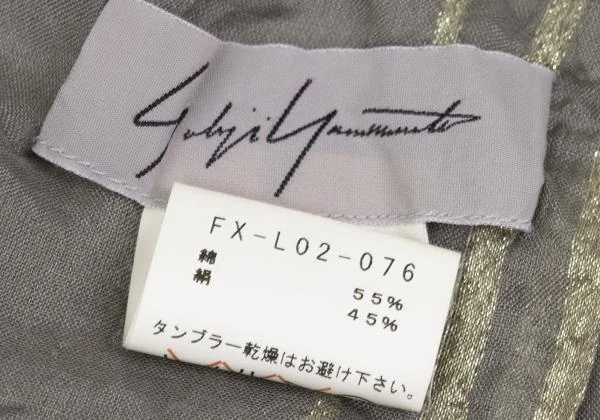 Yohji Yamamoto
FX-L02-076
綿 55%
絹 45%
タンブラー乾燥はお避け下さい。